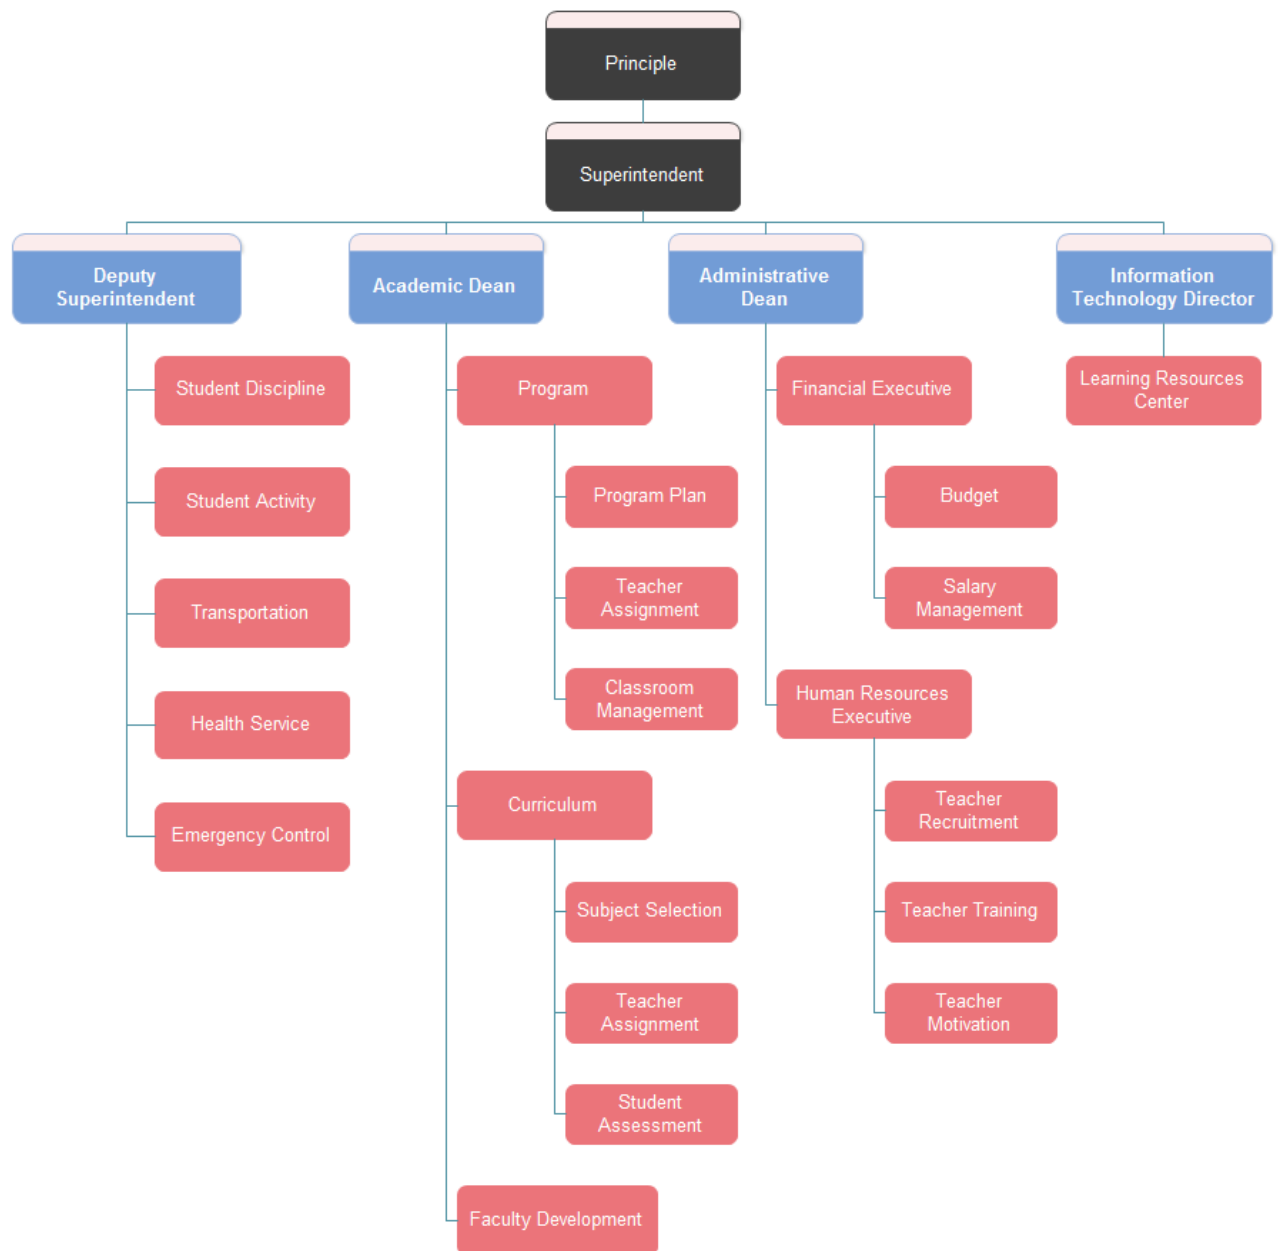 Principle
Superintendent
Deputy
Superintendent
Academic Dean
Administrative
Dean
Information
Technology Director
Student Discipline
Student Activity
Transportation
Health Service
Emergency Control
Program
Program Plan
Teacher
Assignment
Classroom
Management
Curriculum
Subject Selection
Teacher
Assignment
Student
Assessment
Faculty Development
Financial Executive
Budget
Salary
Management
Human Resources
Executive
Teacher
Recruitment
Teacher Training
Teacher
Motivation
Learning Resources
Center